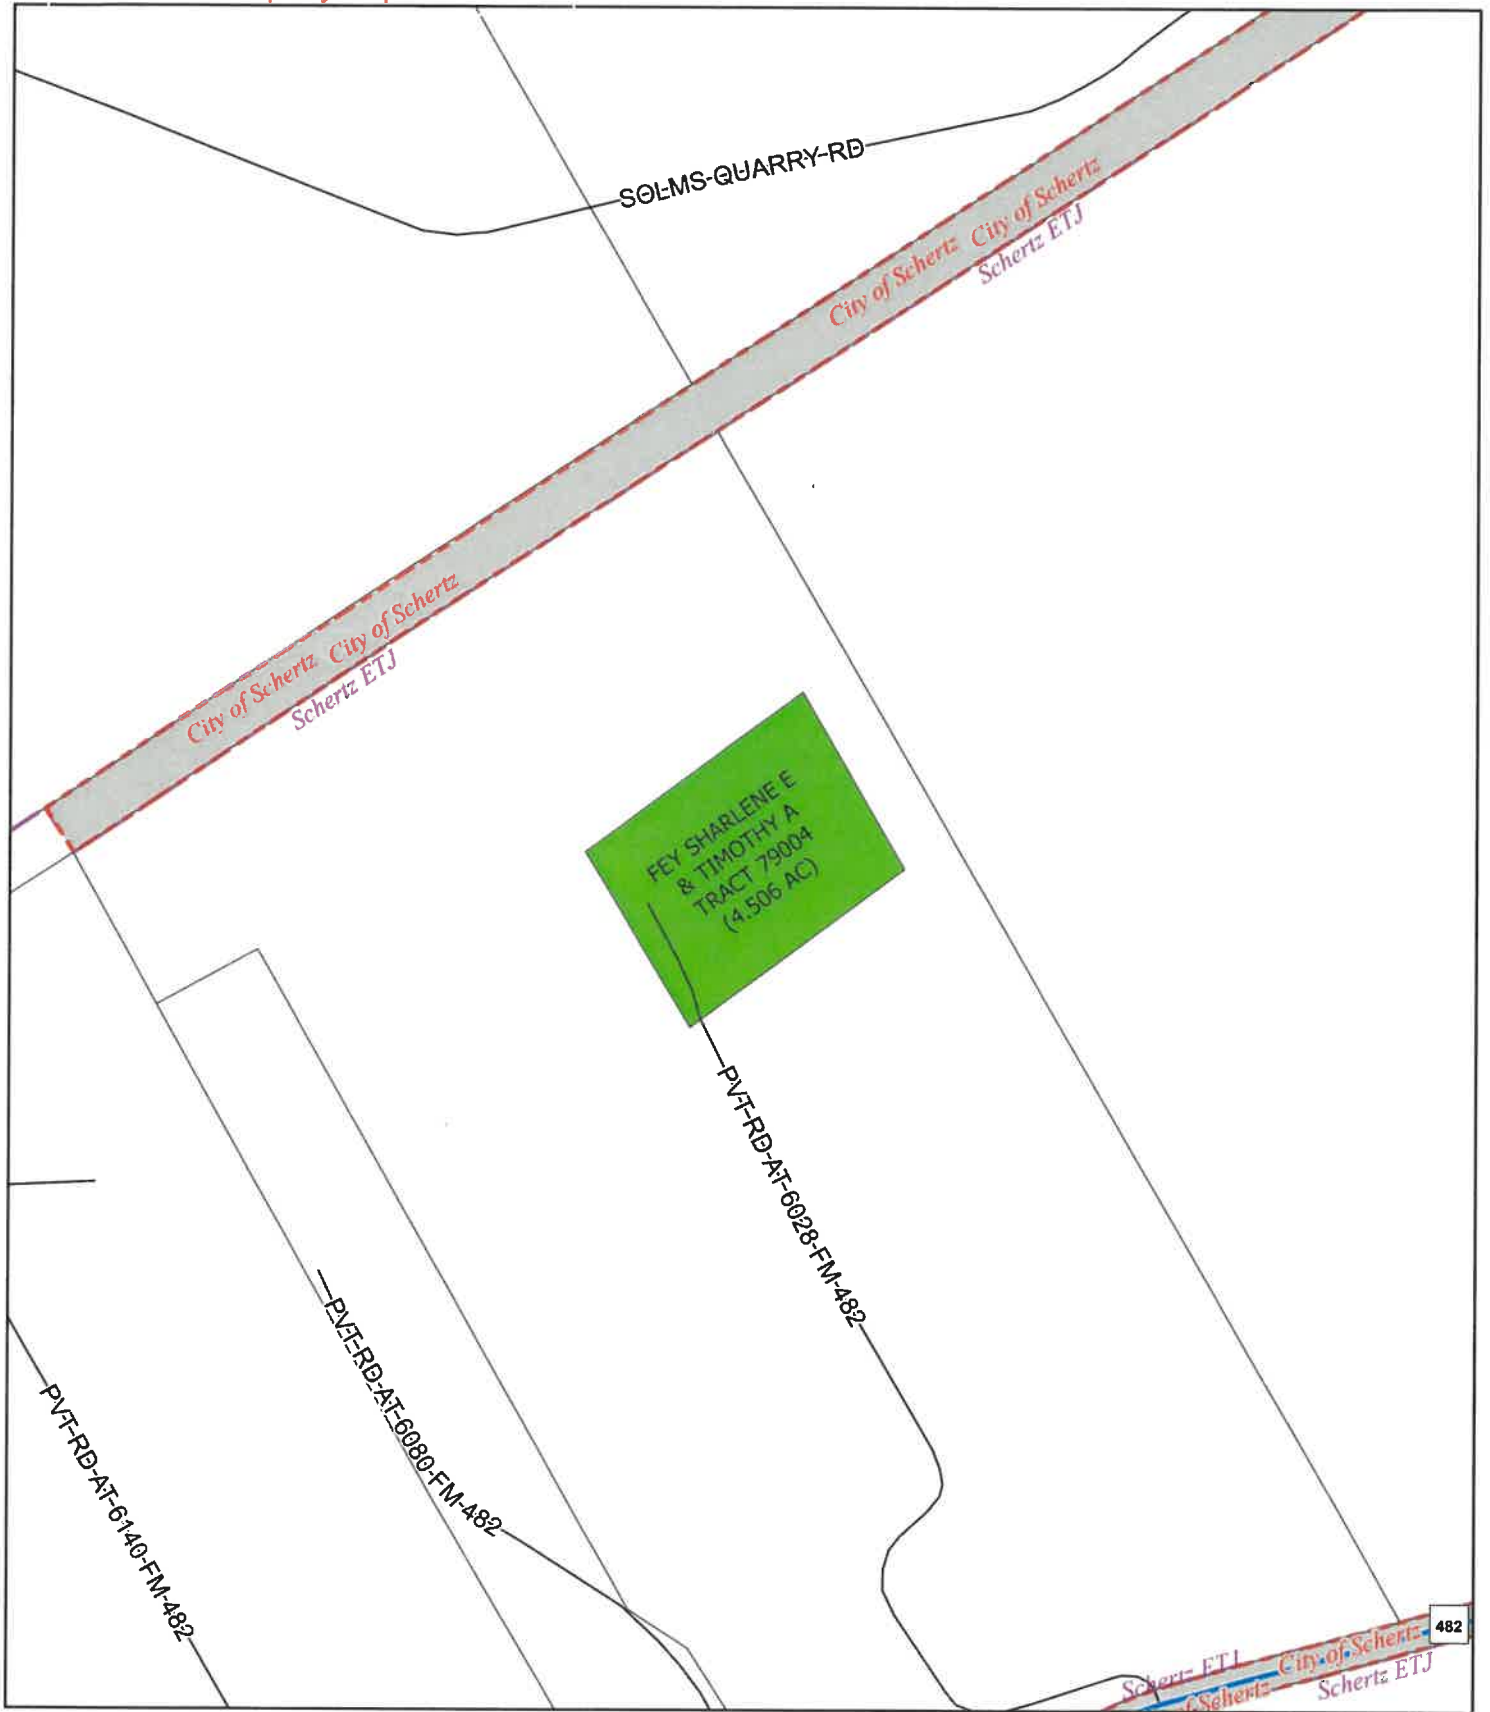 SOLMS-QUARRY-RD
City of Schertz
City of Schertz
Schertz ETJ
City of Schertz
City of Schertz
Schertz ETJ
FEY SHARLENE E
& TIMOTHY A
TRACT 79004
(4.506 AC)
PVT-RD-AT-6028-FM-482
PVT-RD-AT-6080-FM-482
PVT-RD-AT-6140-FM-482
482
Schertz ETJ
City of Schertz
of Schertz
Schertz ETJ